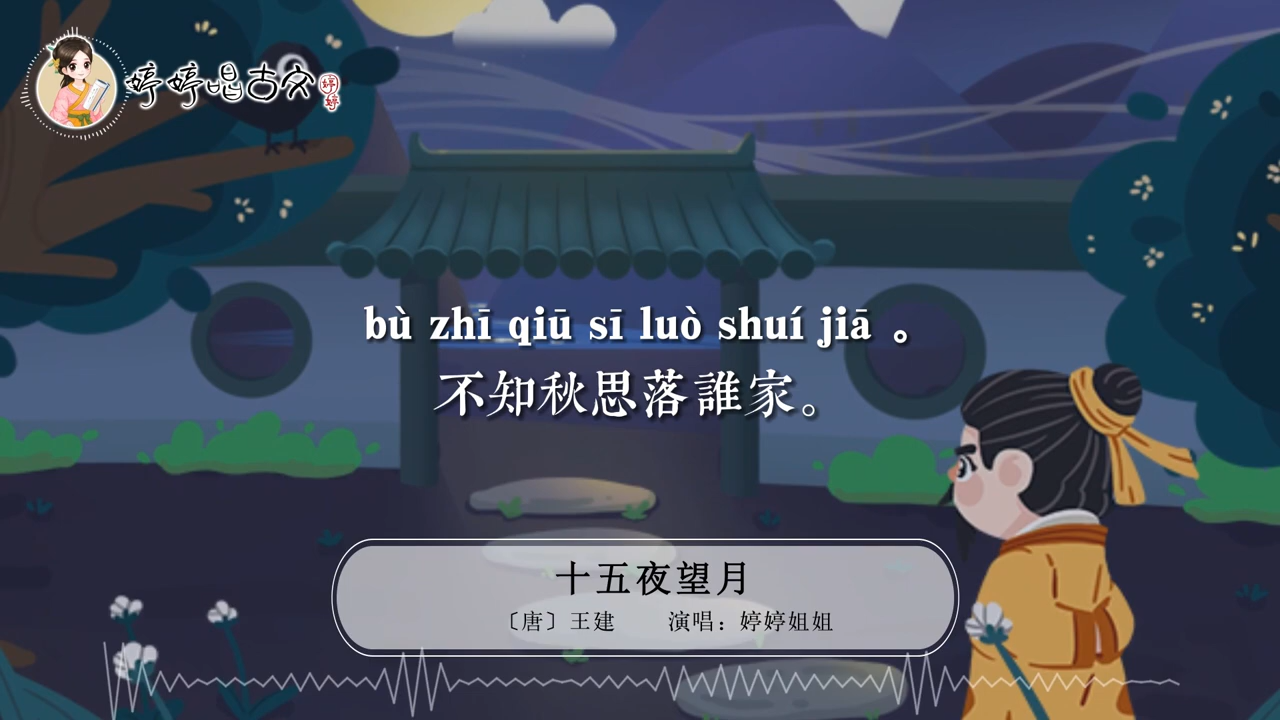 婷婷唱古文
婷婷
bù zhī qiū sī luò shuí jiā 。
不知秋思落誰家。
十五夜望月
〔唐〕王建 演唱：婷婷姐姐